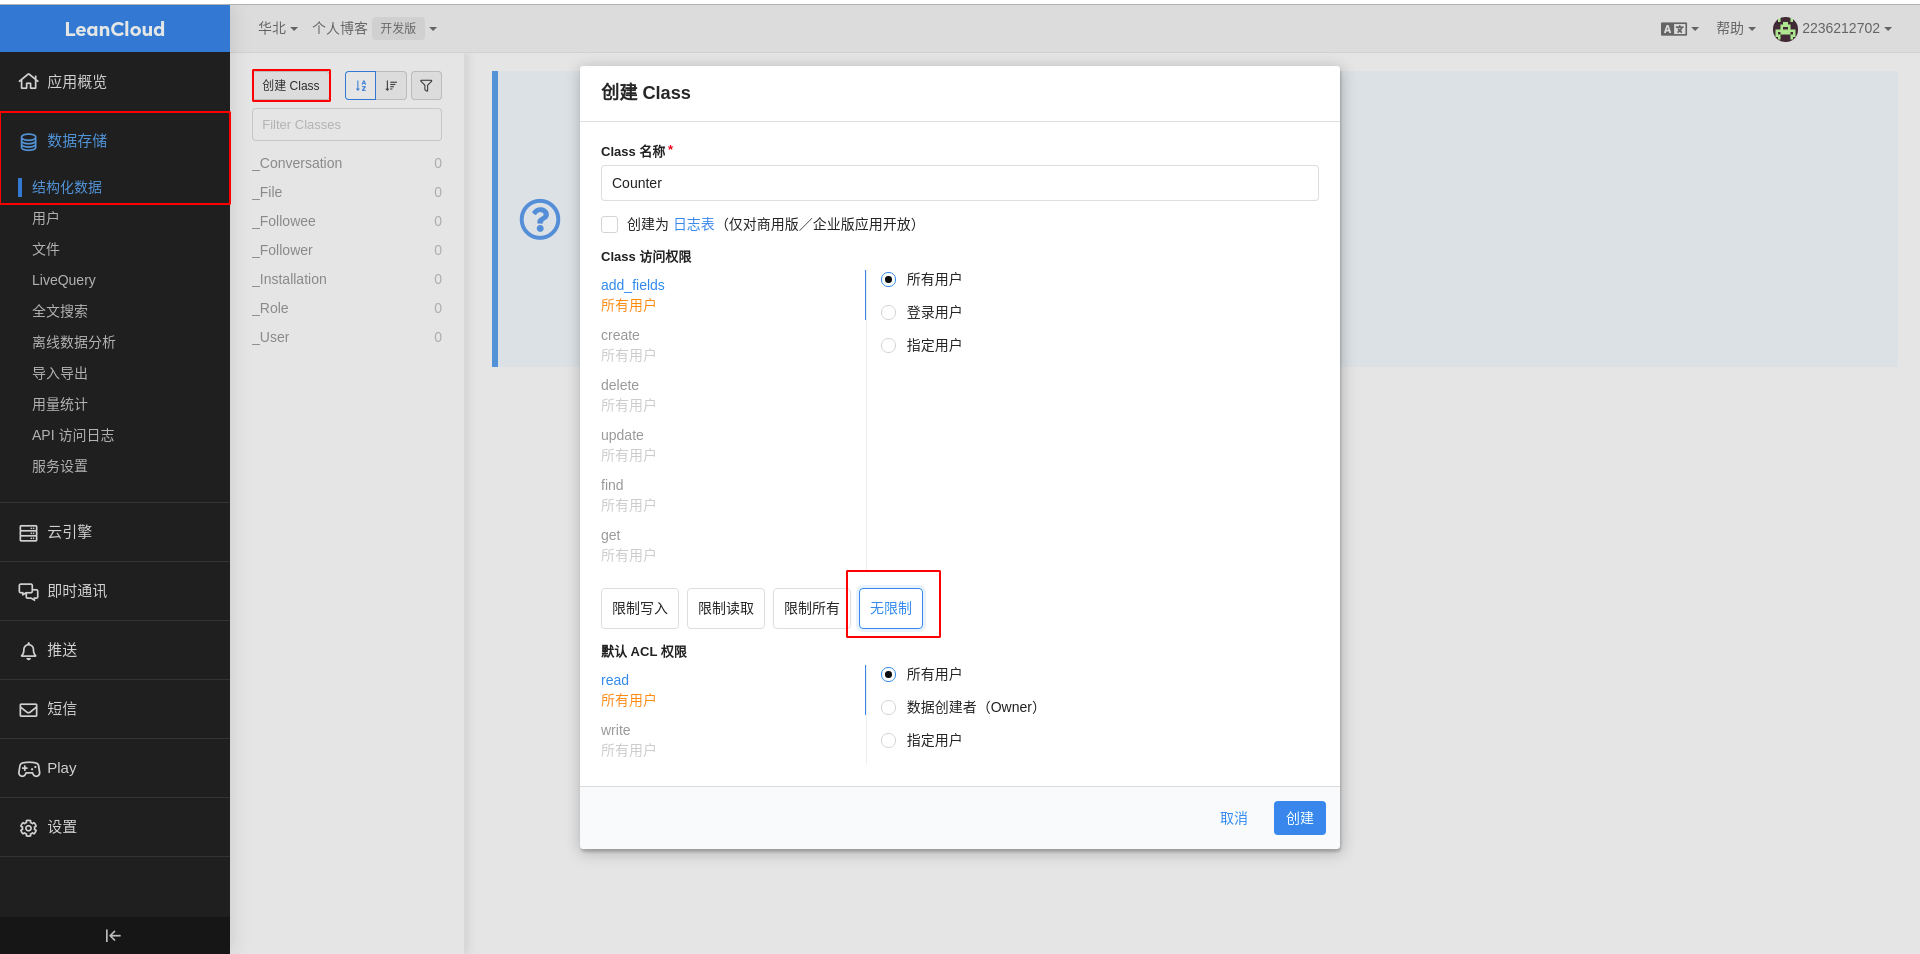 LeanCloud
华北
个人博客 开发版
A 文
帮助
2236212702
应用概览
数据存储
结构化数据
用户
文件
LiveQuery
全文搜索
离线数据分析
导入导出
用量统计
API 访问日志
服务设置
云引擎
即时通讯
推送
短信
Play
设置
创建 Class
Filter Classes
_Conversation 0
_File 0
_Followee 0
_Follower 0
_Installation 0
_Role 0
_User 0
创建 Class
Class 名称 *
Counter
创建为 日志表（仅对商用版／企业版应用开放）
Class 访问权限
add_fields
所有用户
create
所有用户
delete
所有用户
update
所有用户
find
所有用户
get
所有用户
所有用户
登录用户
指定用户
限制写入 限制读取 限制所有 无限制
默认 ACL 权限
read
所有用户
write
所有用户
所有用户
数据创建者（Owner）
指定用户
取消 创建